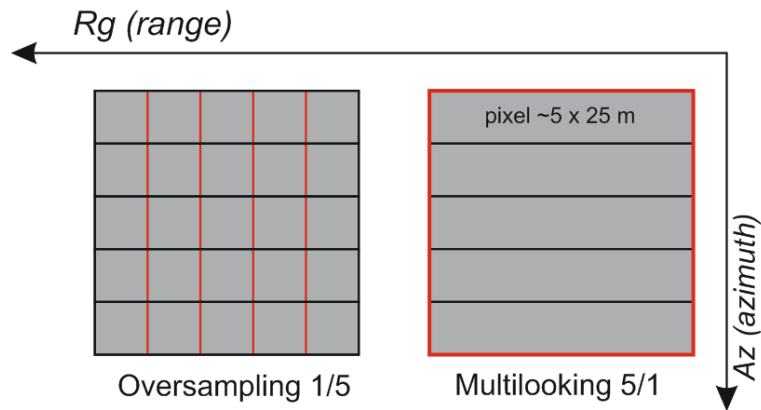 Rg (range)
pixel ~5 x 25 m
Az (azimuth)
Oversampling 1/5
Multilooking 5/1